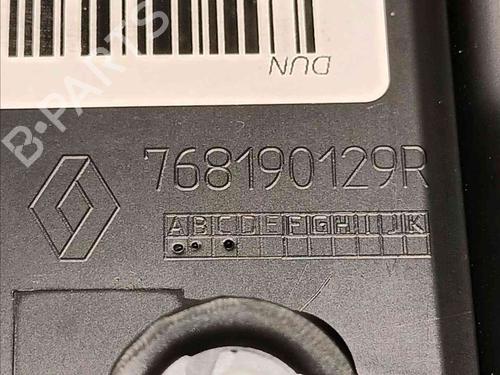 DUN
B-PARTS
768190129R
ABCDEFGHIJK